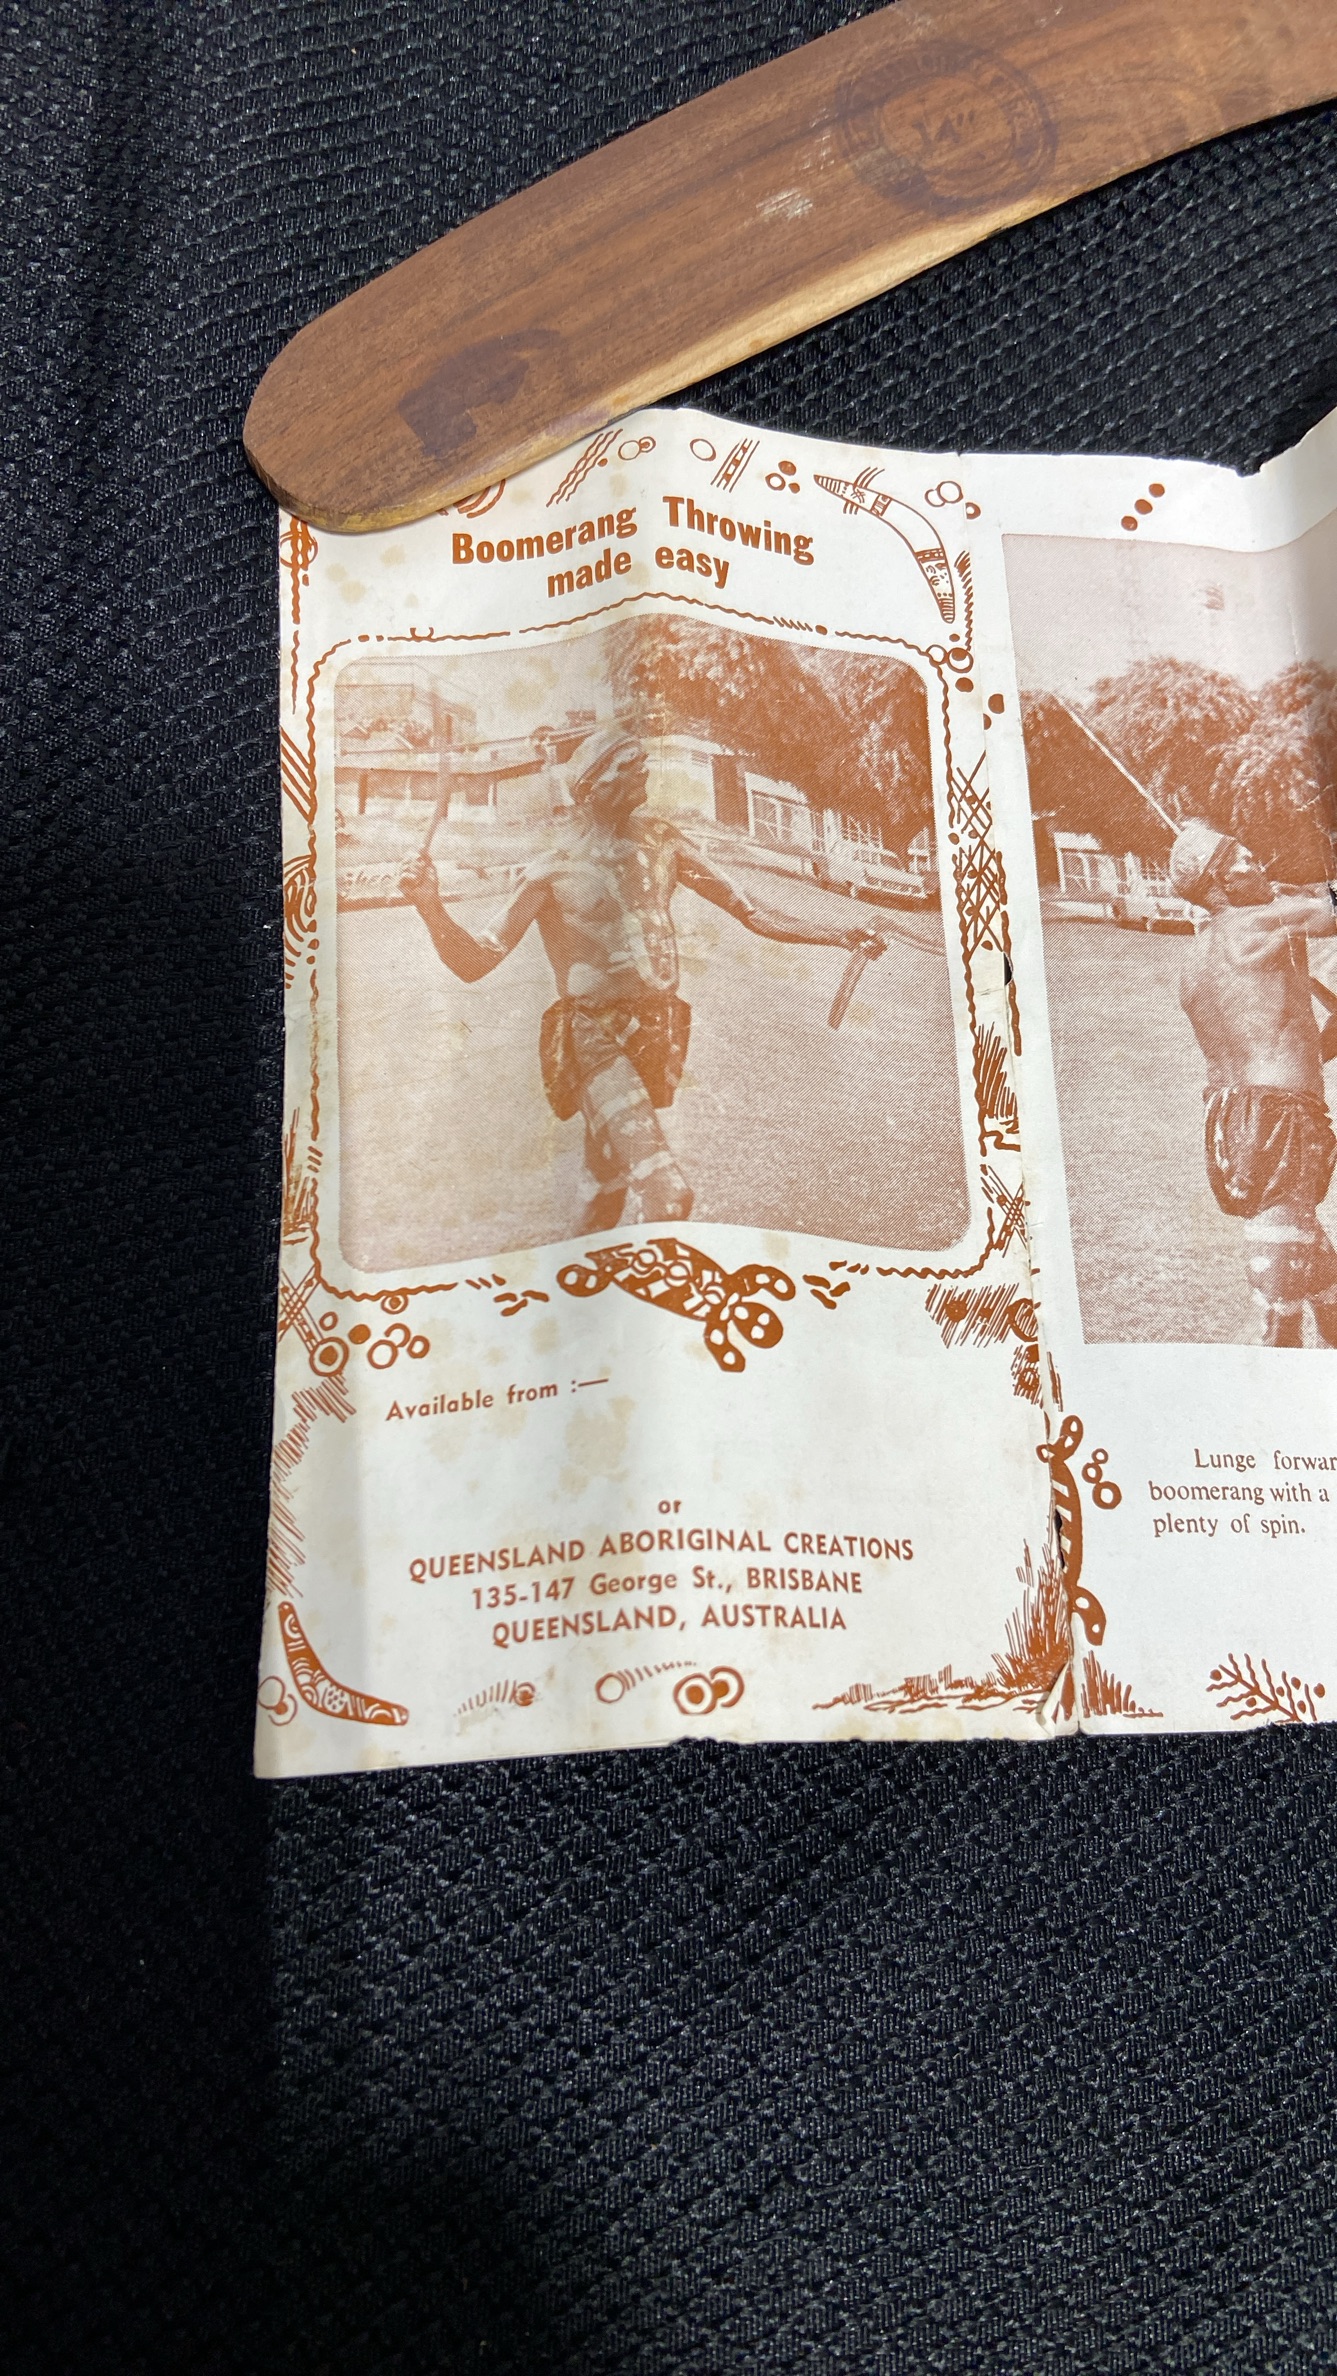 14"
Boomerang Throwing
made easy
Available from :—
or
QUEENSLAND ABORIGINAL CREATIONS
135-147 George St., BRISBANE
QUEENSLAND, AUSTRALIA
Lunge forwar
boomerang with a
plenty of spin.